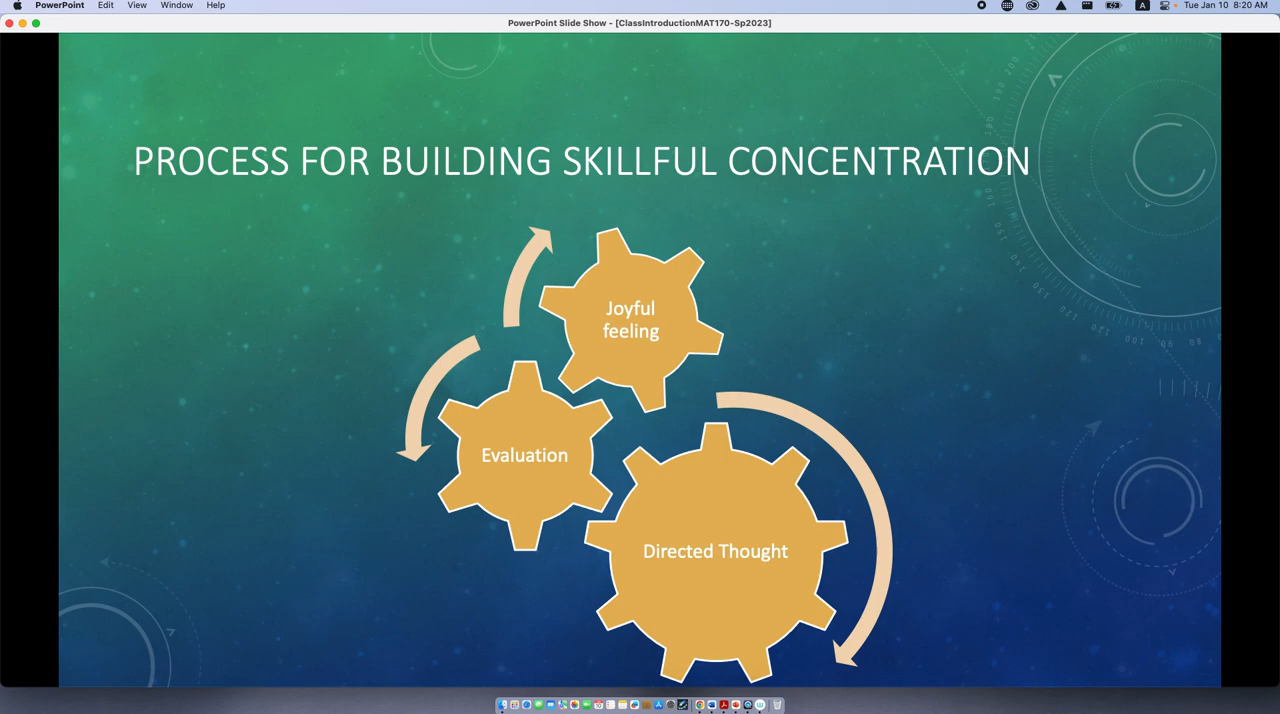 PowerPoint Edit View Window Help
A Tue Jan 10 8:20 AM
PowerPoint Slide Show - [ClassIntroductionMAT170-Sp2023]
PROCESS FOR BUILDING SKILLFUL CONCENTRATION
Joyful
feeling
Evaluation
Directed Thought